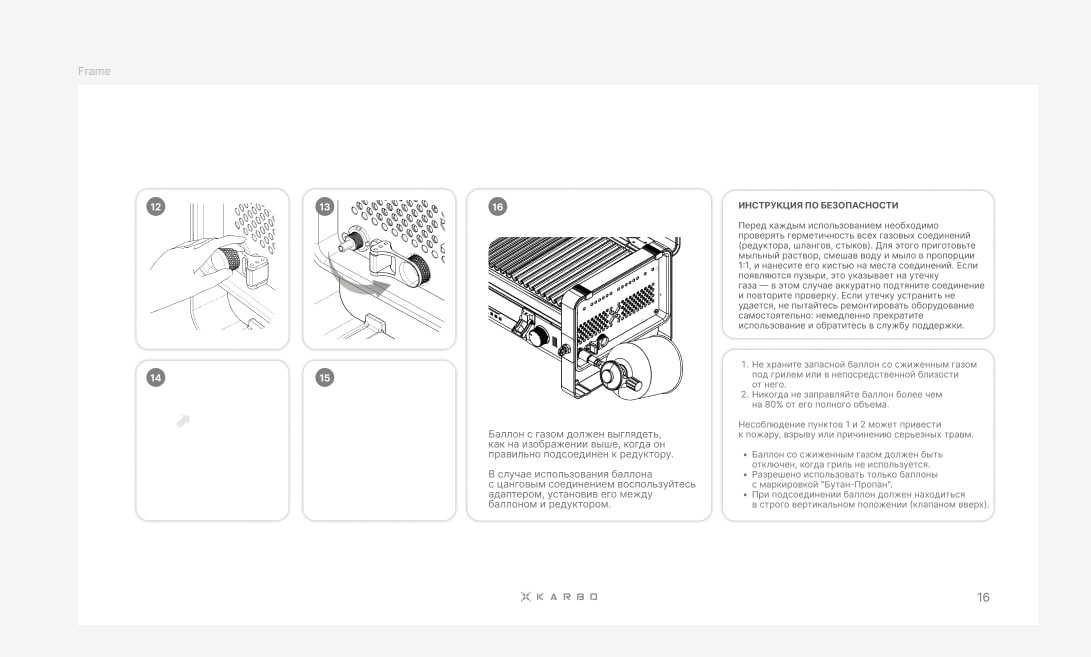 Frame
12
13
14
15
16
Баллон с газом должен выглядеть,
как на изображении выше, когда он
правильно подсоединен к редуктору.
В случае использования баллона
с цанговым соединением воспользуйтесь
адаптером, установив его между
баллоном и редуктором.
ИНСТРУКЦИЯ ПО БЕЗОПАСНОСТИ
Перед каждым использованием необходимо
проверять герметичность всех газовых соединений
(редуктора, шлангов, стыков). Для этого приготовьте
мыльный раствор, смешав воду и мыло в пропорции
1:1, и нанесите его кистью на места соединений. Если
появляются пузыри, это указывает на утечку
газа — в этом случае аккуратно подтяните соединение
и повторите проверку. Если утечку устранить не
удается, не пытайтесь ремонтировать оборудование
самостоятельно: немедленно прекратите
использование и обратитесь в службу поддержки.
1. Не храните запасной баллон со сжиженным газом
под грилем или в непосредственной близости
от него.
2. Никогда не заправляйте баллон более чем
на 80% от его полного объема.
Несоблюдение пунктов 1 и 2 может привести
к пожару, взрыву или причинению серьезных травм.
• Баллон со сжиженным газом должен быть
отключен, когда гриль не используется.
• Разрешено использовать только баллоны
с маркировкой "Бутан-Пропан".
• При подсоединении баллон должен находиться
в строго вертикальном положении (клапаном вверх).
KARBO
16